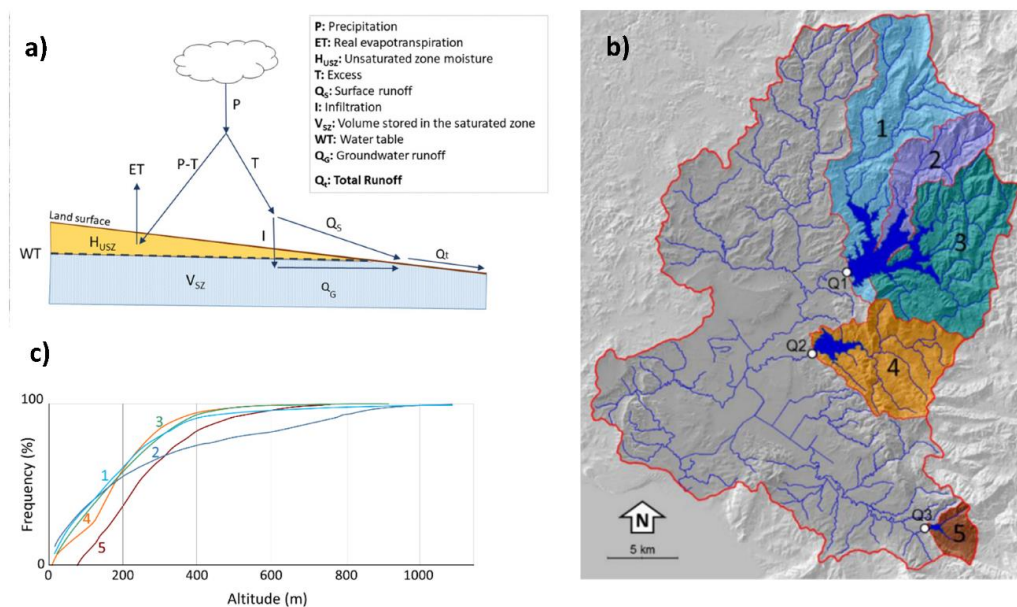 a)
P: Precipitation
ET: Real evapotranspiration
HUSZ: Unsaturated zone moisture
T: Excess
QS: Surface runoff
I: Infiltration
VSZ: Volume stored in the saturated zone
WT: Water table
QG: Groundwater runoff
Qt: Total Runoff
P
P-T
T
ET
Land surface
HUSZ
I
QS
Qt
WT
VSZ
QG
b)
1
2
3
Q1
Q2
4
N
5 km
Q3
5
c)
Frequency (%)
100
0
1
2
3
4
5
0
200
400
600
800
1000
Altitude (m)